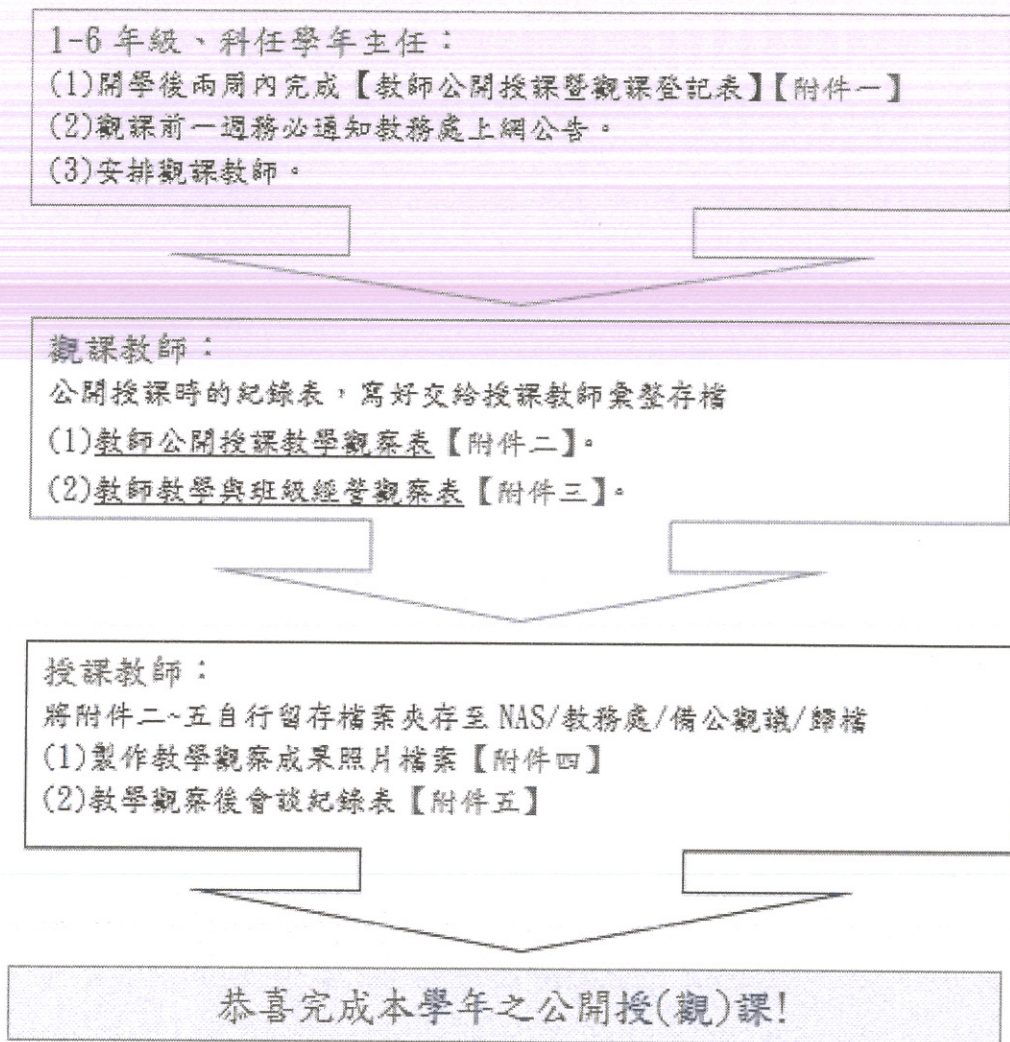 1-6 年級、科任學年主任：
(1)開學後兩周內完成【教師公開授課暨觀課登記表】【附件一】
(2)觀課前一週務必通知教務處上網公告。
(3)安排觀課教師。
觀課教師：
公開授課時的紀錄表，寫好交給授課教師彙整存檔
(1)教師公開授課教學觀察表【附件二】。
(2)教師教學與班級經營觀察表【附件三】。
授課教師：
將附件二~五自行留存檔案夾存至 NAS/教務處/備公觀議/歸檔
(1)製作教學觀察成果照片檔案【附件四】
(2)教學觀察後會談紀錄表【附件五】
恭喜完成本學年之公開授(觀)課!